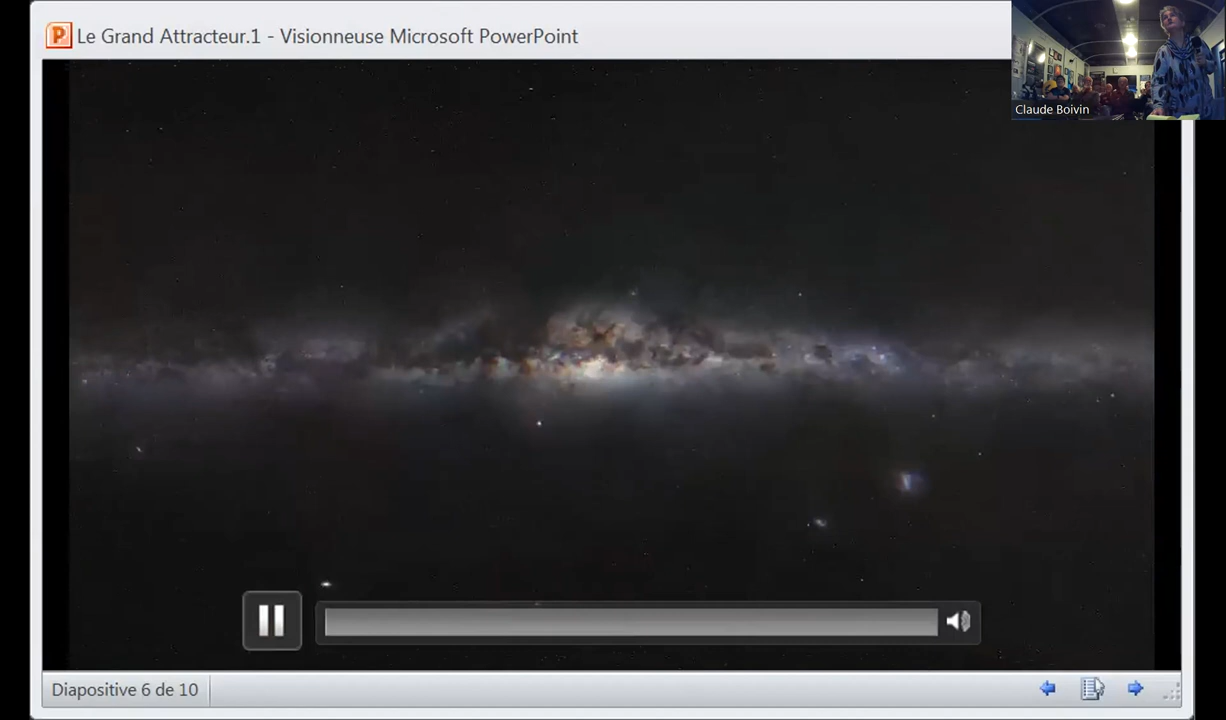 Le Grand Attracteur.1 - Visionneuse Microsoft PowerPoint
Claude Boivin
Diapositive 6 de 10